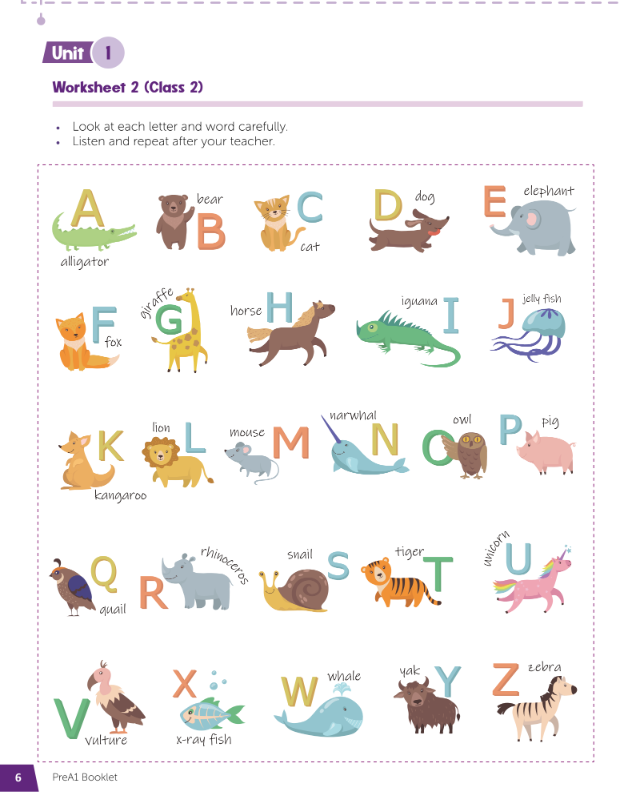 Unit 1
Worksheet 2 (Class 2)
• Look at each letter and word carefully.
• Listen and repeat after your teacher.
A
alligator
bear
B
C
cat
D
dog
E
elephant
F
fox
giraffe
G
horse
H
iguana
I
J
jelly fish
K
kangaroo
lion
L
mouse
M
narwhal
N
O
owl
P
pig
Q
quail
R
rhinoceros
snail
S
tiger
T
unicorn
U
V
vulture
X
x-ray fish
W
whale
yak
Y
Z
zebra
6
PreA1 Booklet